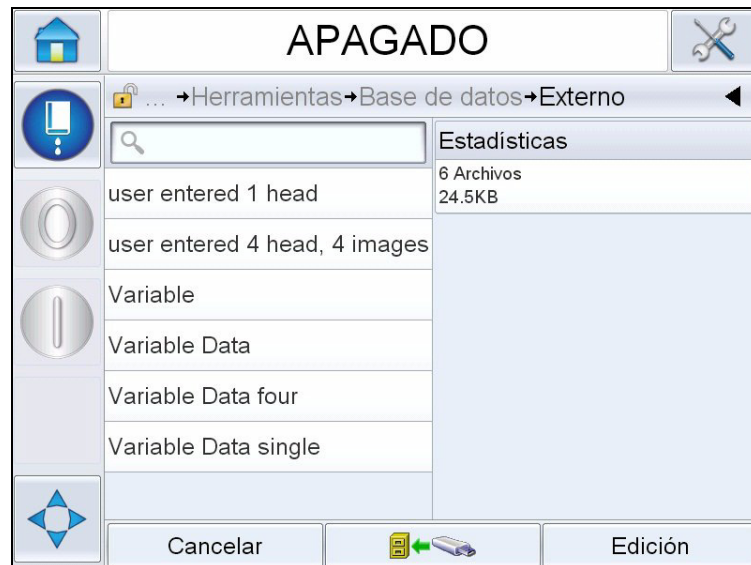 APAGADO
... →Herramientas→Base de datos→Externo
Estadísticas
6 Archivos
24.5KB
user entered 1 head
user entered 4 head, 4 images
Variable
Variable Data
Variable Data four
Variable Data single
Cancelar
Edición